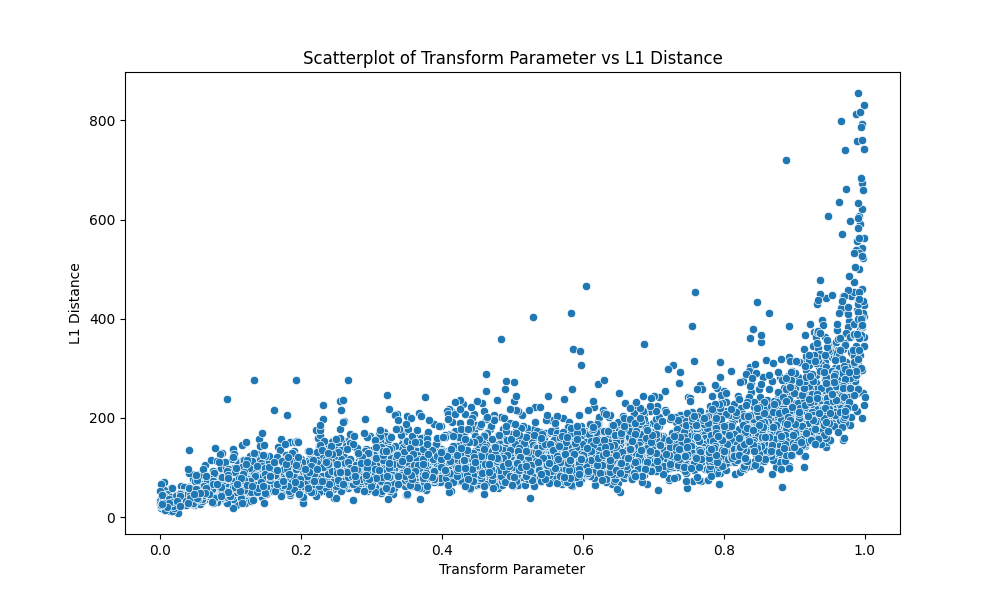 Scatterplot of Transform Parameter vs L1 Distance
800
600
400
200
0
L1 Distance
0.0 0.2 0.4 0.6 0.8 1.0
Transform Parameter